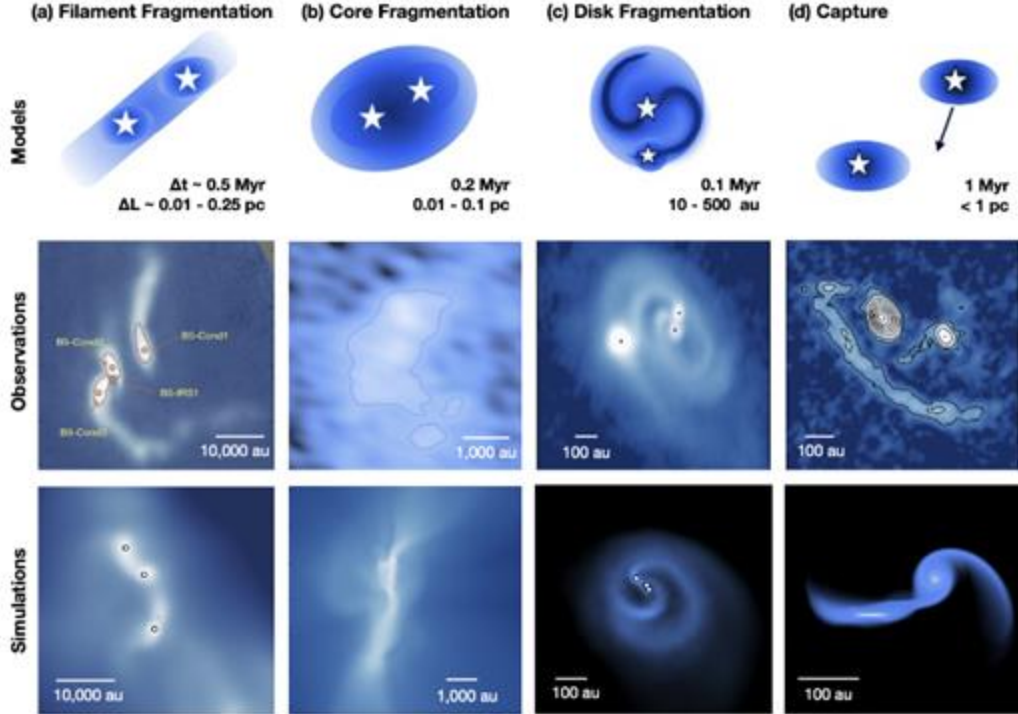 (a) Filament Fragmentation
(b) Core Fragmentation
(c) Disk Fragmentation
(d) Capture
Models
Δt ~ 0.5 Myr
ΔL ~ 0.01 - 0.25 pc
0.2 Myr
0.01 - 0.1 pc
0.1 Myr
10 - 500 au
1 Myr
< 1 pc
Observations
B5-Cond1
B5-IRS1
10,000 au
1,000 au
100 au
100 au
Simulations
10,000 au
1,000 au
100 au
100 au